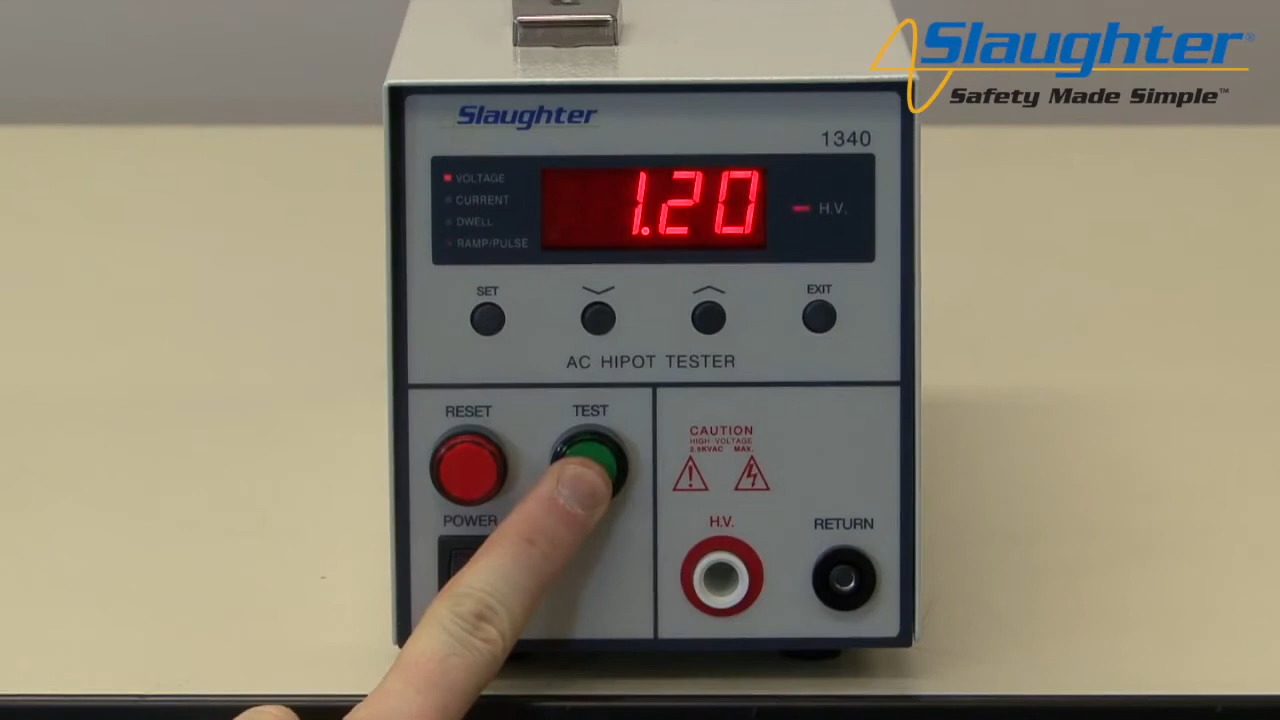 Slaughter®
Safety Made Simple™
Slaughter
1340
VOLTAGE
CURRENT
DWELL
RAMP/PULSE
1.20
H.V.
SET
EXIT
AC HIPOT TESTER
RESET
TEST
CAUTION
HIGH VOLTAGE
2.5KVAC MAX.
POWER
H.V.
RETURN